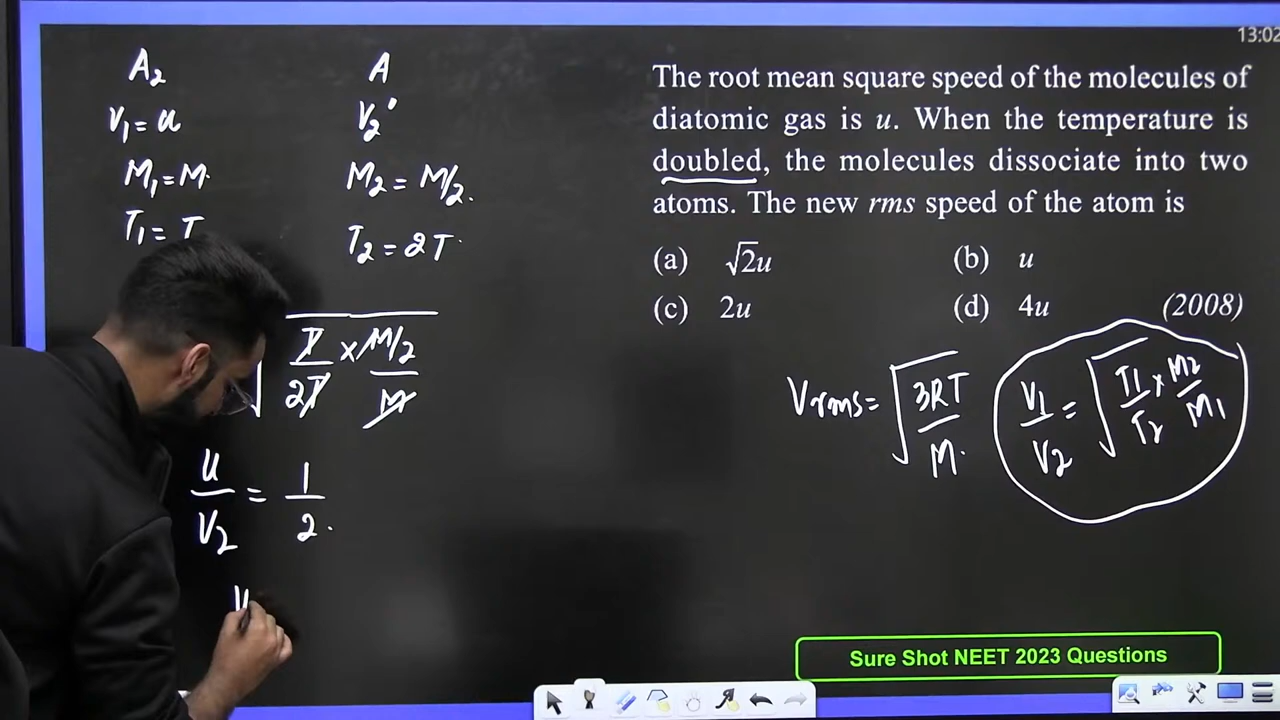 13:02
A₂ A
V₁ = u V₂'
M₁ = M. M₂ = M/2.
T₁ = T T₂ = 2T.
√(T/2T × M/2/M)
u/V₂ = 1/2.
The root mean square speed of the molecules of
diatomic gas is u. When the temperature is
doubled, the molecules dissociate into two
atoms. The new rms speed of the atom is
(a) √2u (b) u
(c) 2u (d) 4u (2008)
Vrms = √(3RT/M.) V₁/V₂ = √(T₁/T₂ × M₂/M₁)
Sure Shot NEET 2023 Questions